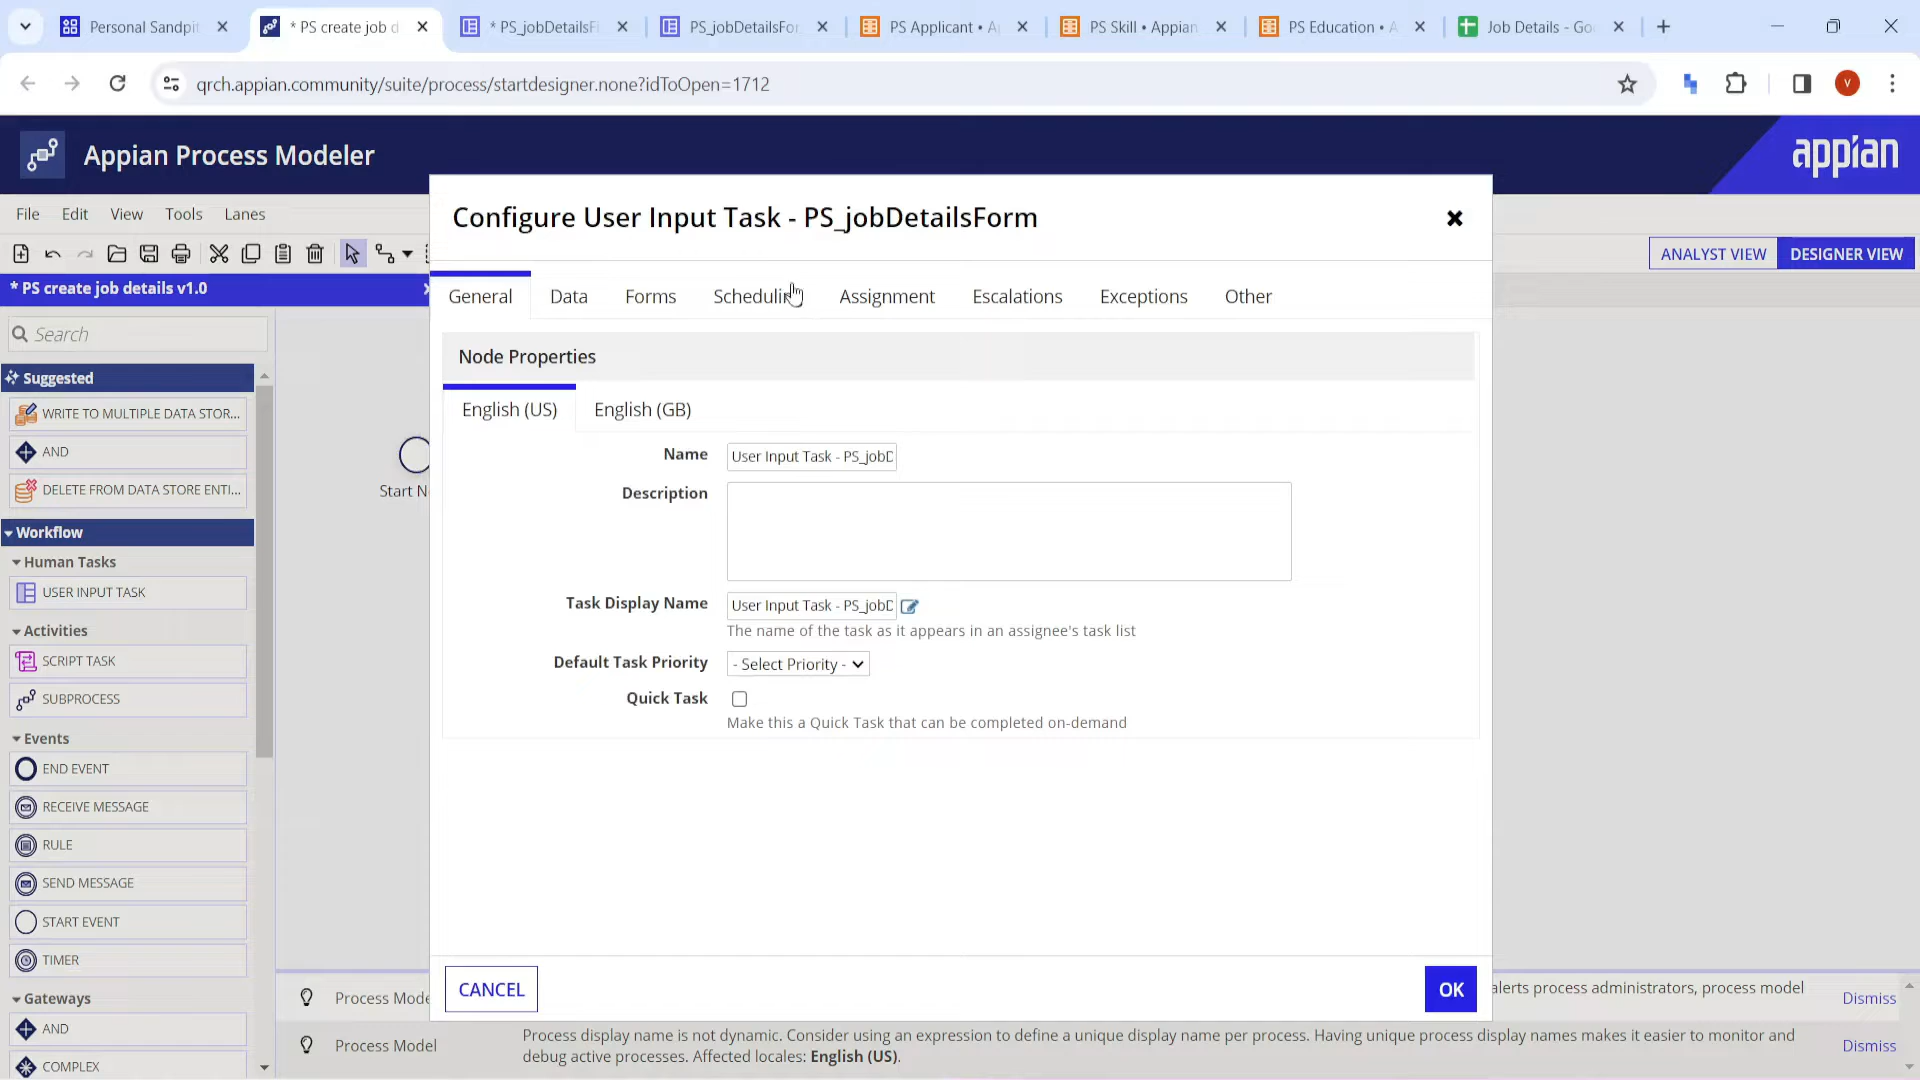 Personal Sandpi
* PS create job d
* PS_jobDetailsF
PS_jobDetailsFo
PS Applicant • A
PS Skill • Appian
PS Education • A
Job Details - Go
qrch.appian.community/suite/process/startdesigner.none?idToOpen=1712
V
Appian Process Modeler
appian
File Edit View Tools Lanes
ANALYST VIEW
DESIGNER VIEW
* PS create job details v1.0
Search
Suggested
WRITE TO MULTIPLE DATA STOR...
AND
DELETE FROM DATA STORE ENTI...
Workflow
Human Tasks
USER INPUT TASK
Activities
SCRIPT TASK
SUBPROCESS
Events
END EVENT
RECEIVE MESSAGE
RULE
SEND MESSAGE
START EVENT
TIMER
Gateways
AND
COMPLEX
Start N
Configure User Input Task - PS_jobDetailsForm
General Data Forms Scheduling Assignment Escalations Exceptions Other
Node Properties
English (US) English (GB)
Name User Input Task - PS_jobD
Description
Task Display Name User Input Task - PS_jobD
The name of the task as it appears in an assignee's task list
Default Task Priority - Select Priority -
Quick Task
Make this a Quick Task that can be completed on-demand
CANCEL
OK
Process Mode
alerts process administrators, process model
Dismiss
Process Model
Process display name is not dynamic. Consider using an expression to define a unique display name per process. Having unique process display names makes it easier to monitor and
debug active processes. Affected locales: English (US).
Dismiss